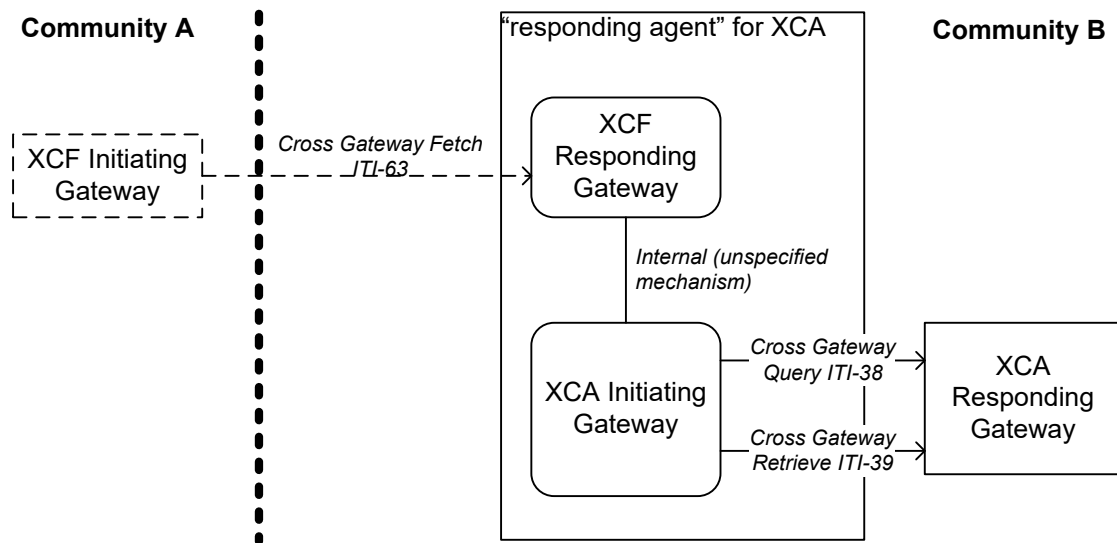 Community A
“responding agent” for XCA
Community B
XCF Initiating
Gateway
Cross Gateway Fetch
ITI-63
XCF
Responding
Gateway
Internal (unspecified
mechanism)
XCA Initiating
Gateway
Cross Gateway
Query ITI-38
Cross Gateway
Retrieve ITI-39
XCA
Responding
Gateway